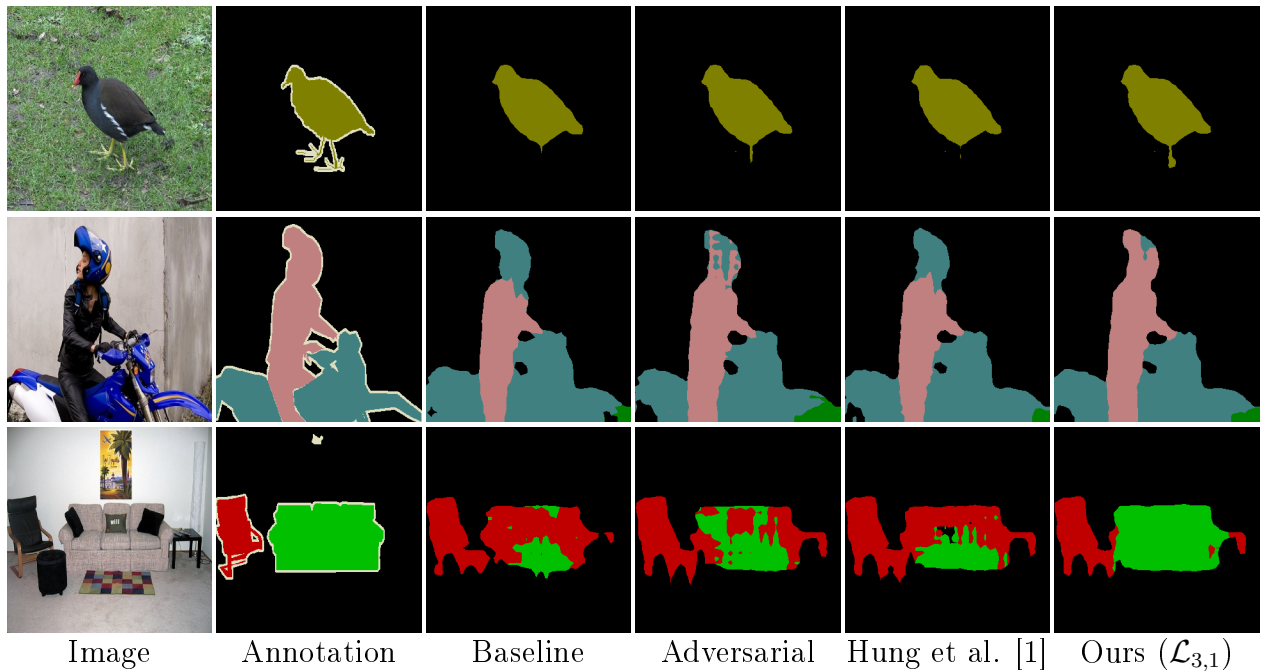 Image Annotation Baseline Adversarial Hung et al. [1] Ours (𝓛3,1)